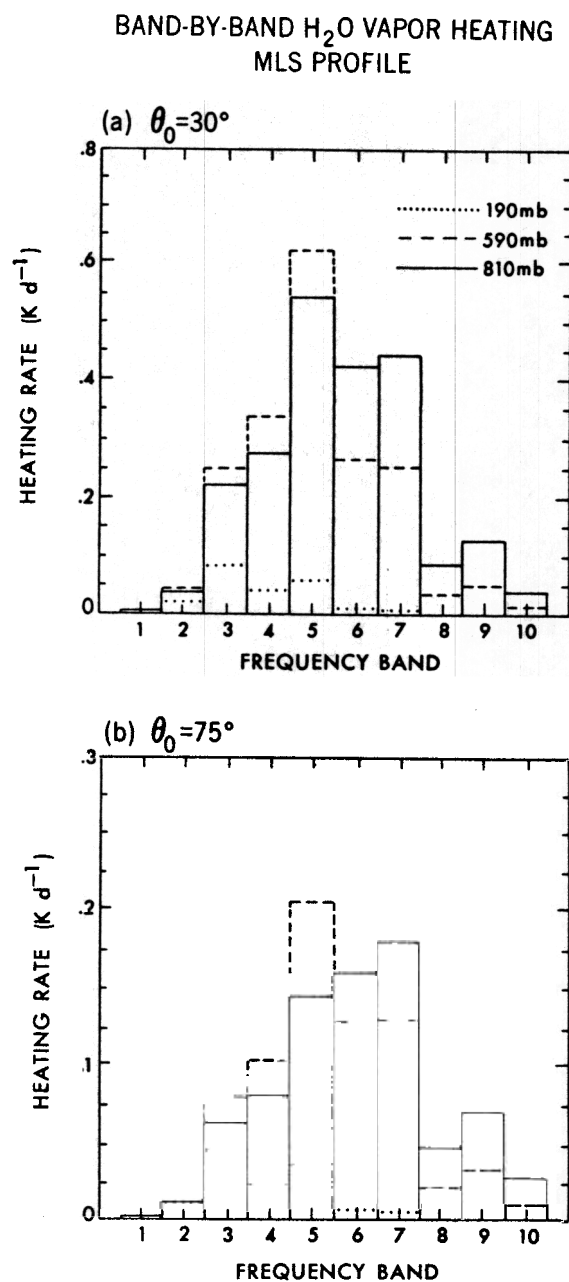 BAND-BY-BAND H₂O VAPOR HEATING
MLS PROFILE
(a) θ₀=30°
.8
190mb
590mb
.6
810mb
.4
.2
0
HEATING RATE (K d⁻¹)
1 2 3 4 5 6 7 8 9 10
FREQUENCY BAND
(b) θ₀=75°
.3
.2
.1
0
HEATING RATE (K d⁻¹)
1 2 3 4 5 6 7 8 9 10
FREQUENCY BAND